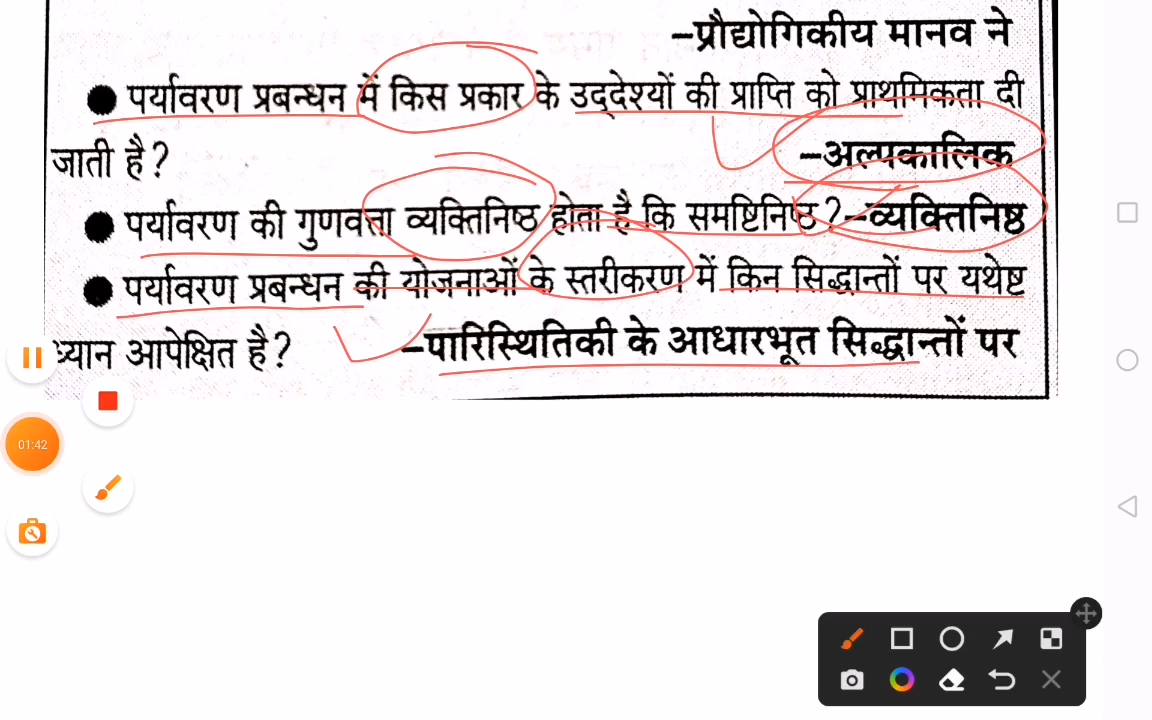 –प्रौद्योगिकीय मानव ने
● पर्यावरण प्रबन्धन में किस प्रकार के उद्देश्यों की प्राप्ति को प्राथमिकता दी
जाती है? –अल्पकालिक
● पर्यावरण की गुणवत्ता व्यक्तिनिष्ठ होता है कि समष्टिनिष्ठ? –व्यक्तिनिष्ठ
● पर्यावरण प्रबन्धन की योजनाओं के स्तरीकरण में किन सिद्धान्तों पर यथेष्ट
ध्यान आपेक्षित है? –पारिस्थितिकी के आधारभूत सिद्धान्तों पर
01:42